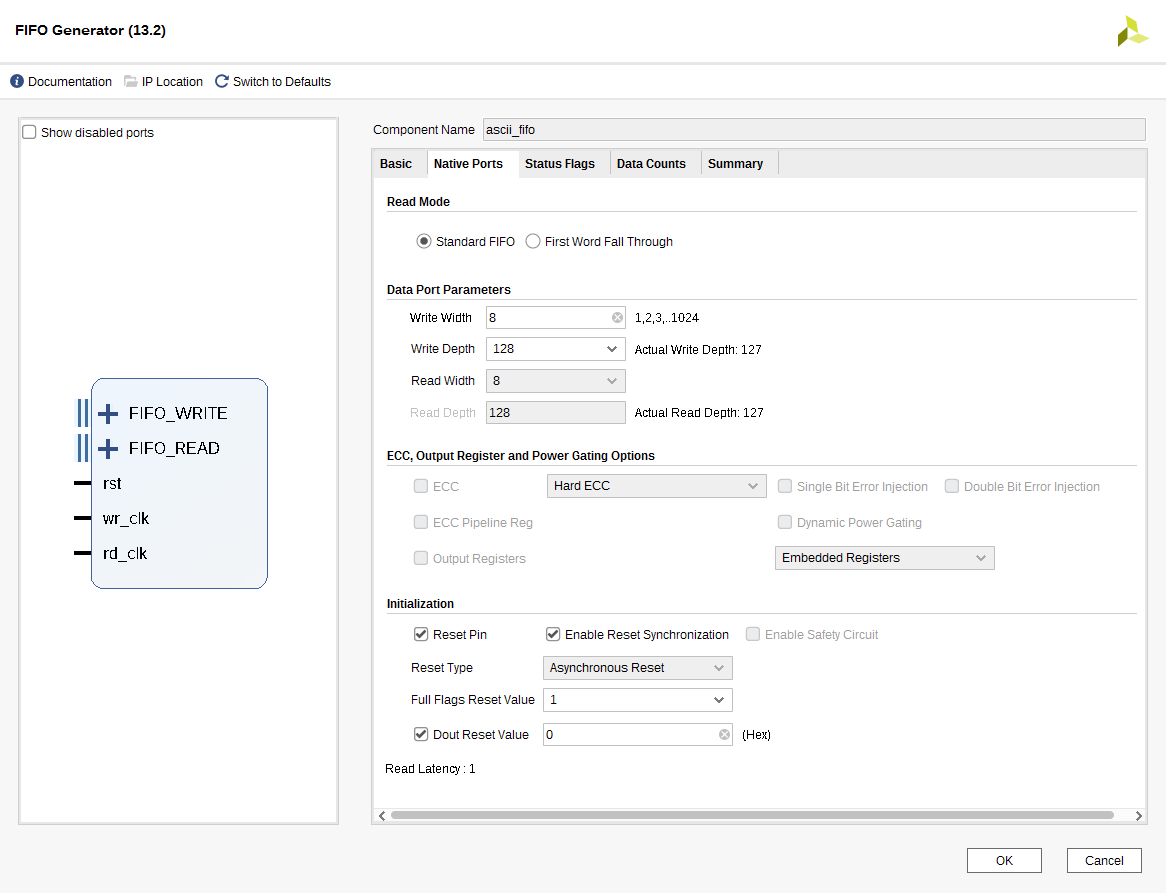 FIFO Generator (13.2)
Documentation IP Location Switch to Defaults
Show disabled ports
FIFO_WRITE
FIFO_READ
rst
wr_clk
rd_clk
Component Name ascii_fifo
Basic Native Ports Status Flags Data Counts Summary
Read Mode
Standard FIFO First Word Fall Through
Data Port Parameters
Write Width 8 1,2,3,..1024
Write Depth 128 Actual Write Depth: 127
Read Width 8
Read Depth 128 Actual Read Depth: 127
ECC, Output Register and Power Gating Options
ECC Hard ECC Single Bit Error Injection Double Bit Error Injection
ECC Pipeline Reg Dynamic Power Gating
Output Registers Embedded Registers
Initialization
Reset Pin Enable Reset Synchronization Enable Safety Circuit
Reset Type Asynchronous Reset
Full Flags Reset Value 1
Dout Reset Value 0 (Hex)
Read Latency : 1
OK Cancel